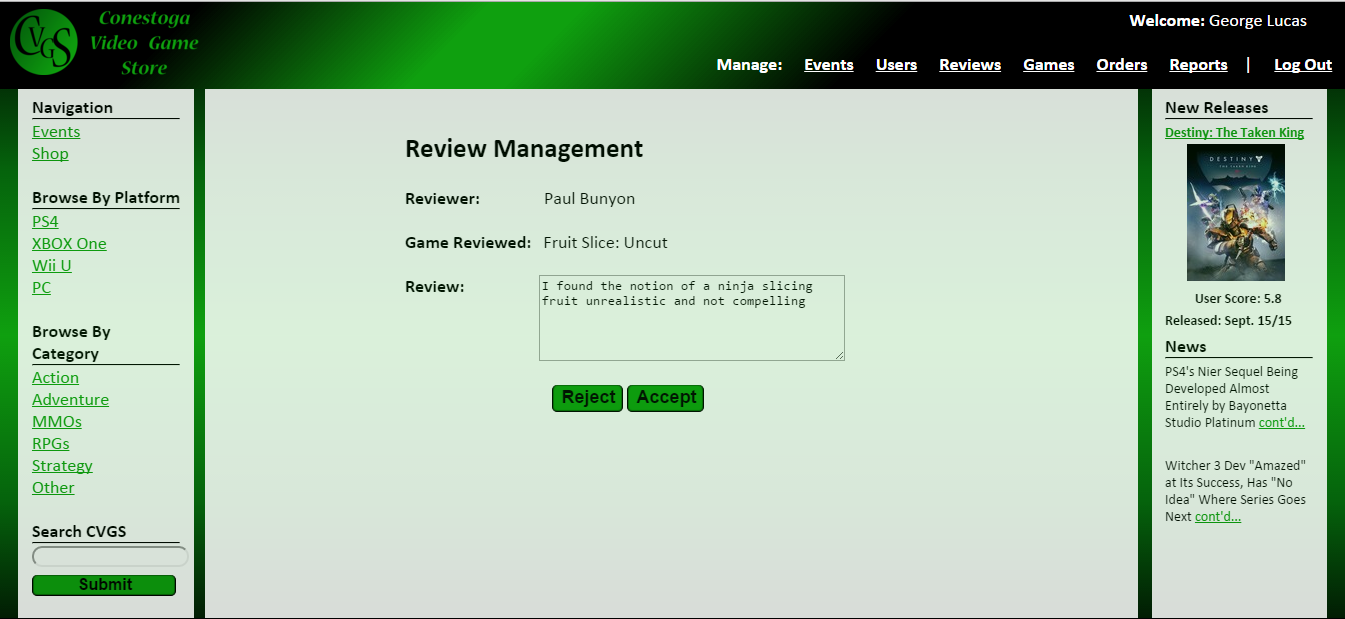 CVGS
Conestoga
Video Game
Store
Welcome: George Lucas
Manage: Events Users Reviews Games Orders Reports | Log Out
Navigation
Events
Shop
Browse By Platform
PS4
XBOX One
Wii U
PC
Browse By
Category
Action
Adventure
MMOs
RPGs
Strategy
Other
Search CVGS
Submit
Review Management
Reviewer: Paul Bunyon
Game Reviewed: Fruit Slice: Uncut
Review:
I found the notion of a ninja slicing
fruit unrealistic and not compelling
Reject Accept
New Releases
Destiny: The Taken King
DESTINY
THE TAKEN KING
User Score: 5.8
Released: Sept. 15/15
News
PS4's Nier Sequel Being
Developed Almost
Entirely by Bayonetta
Studio Platinum cont'd...
Witcher 3 Dev "Amazed"
at Its Success, Has "No
Idea" Where Series Goes
Next cont'd...